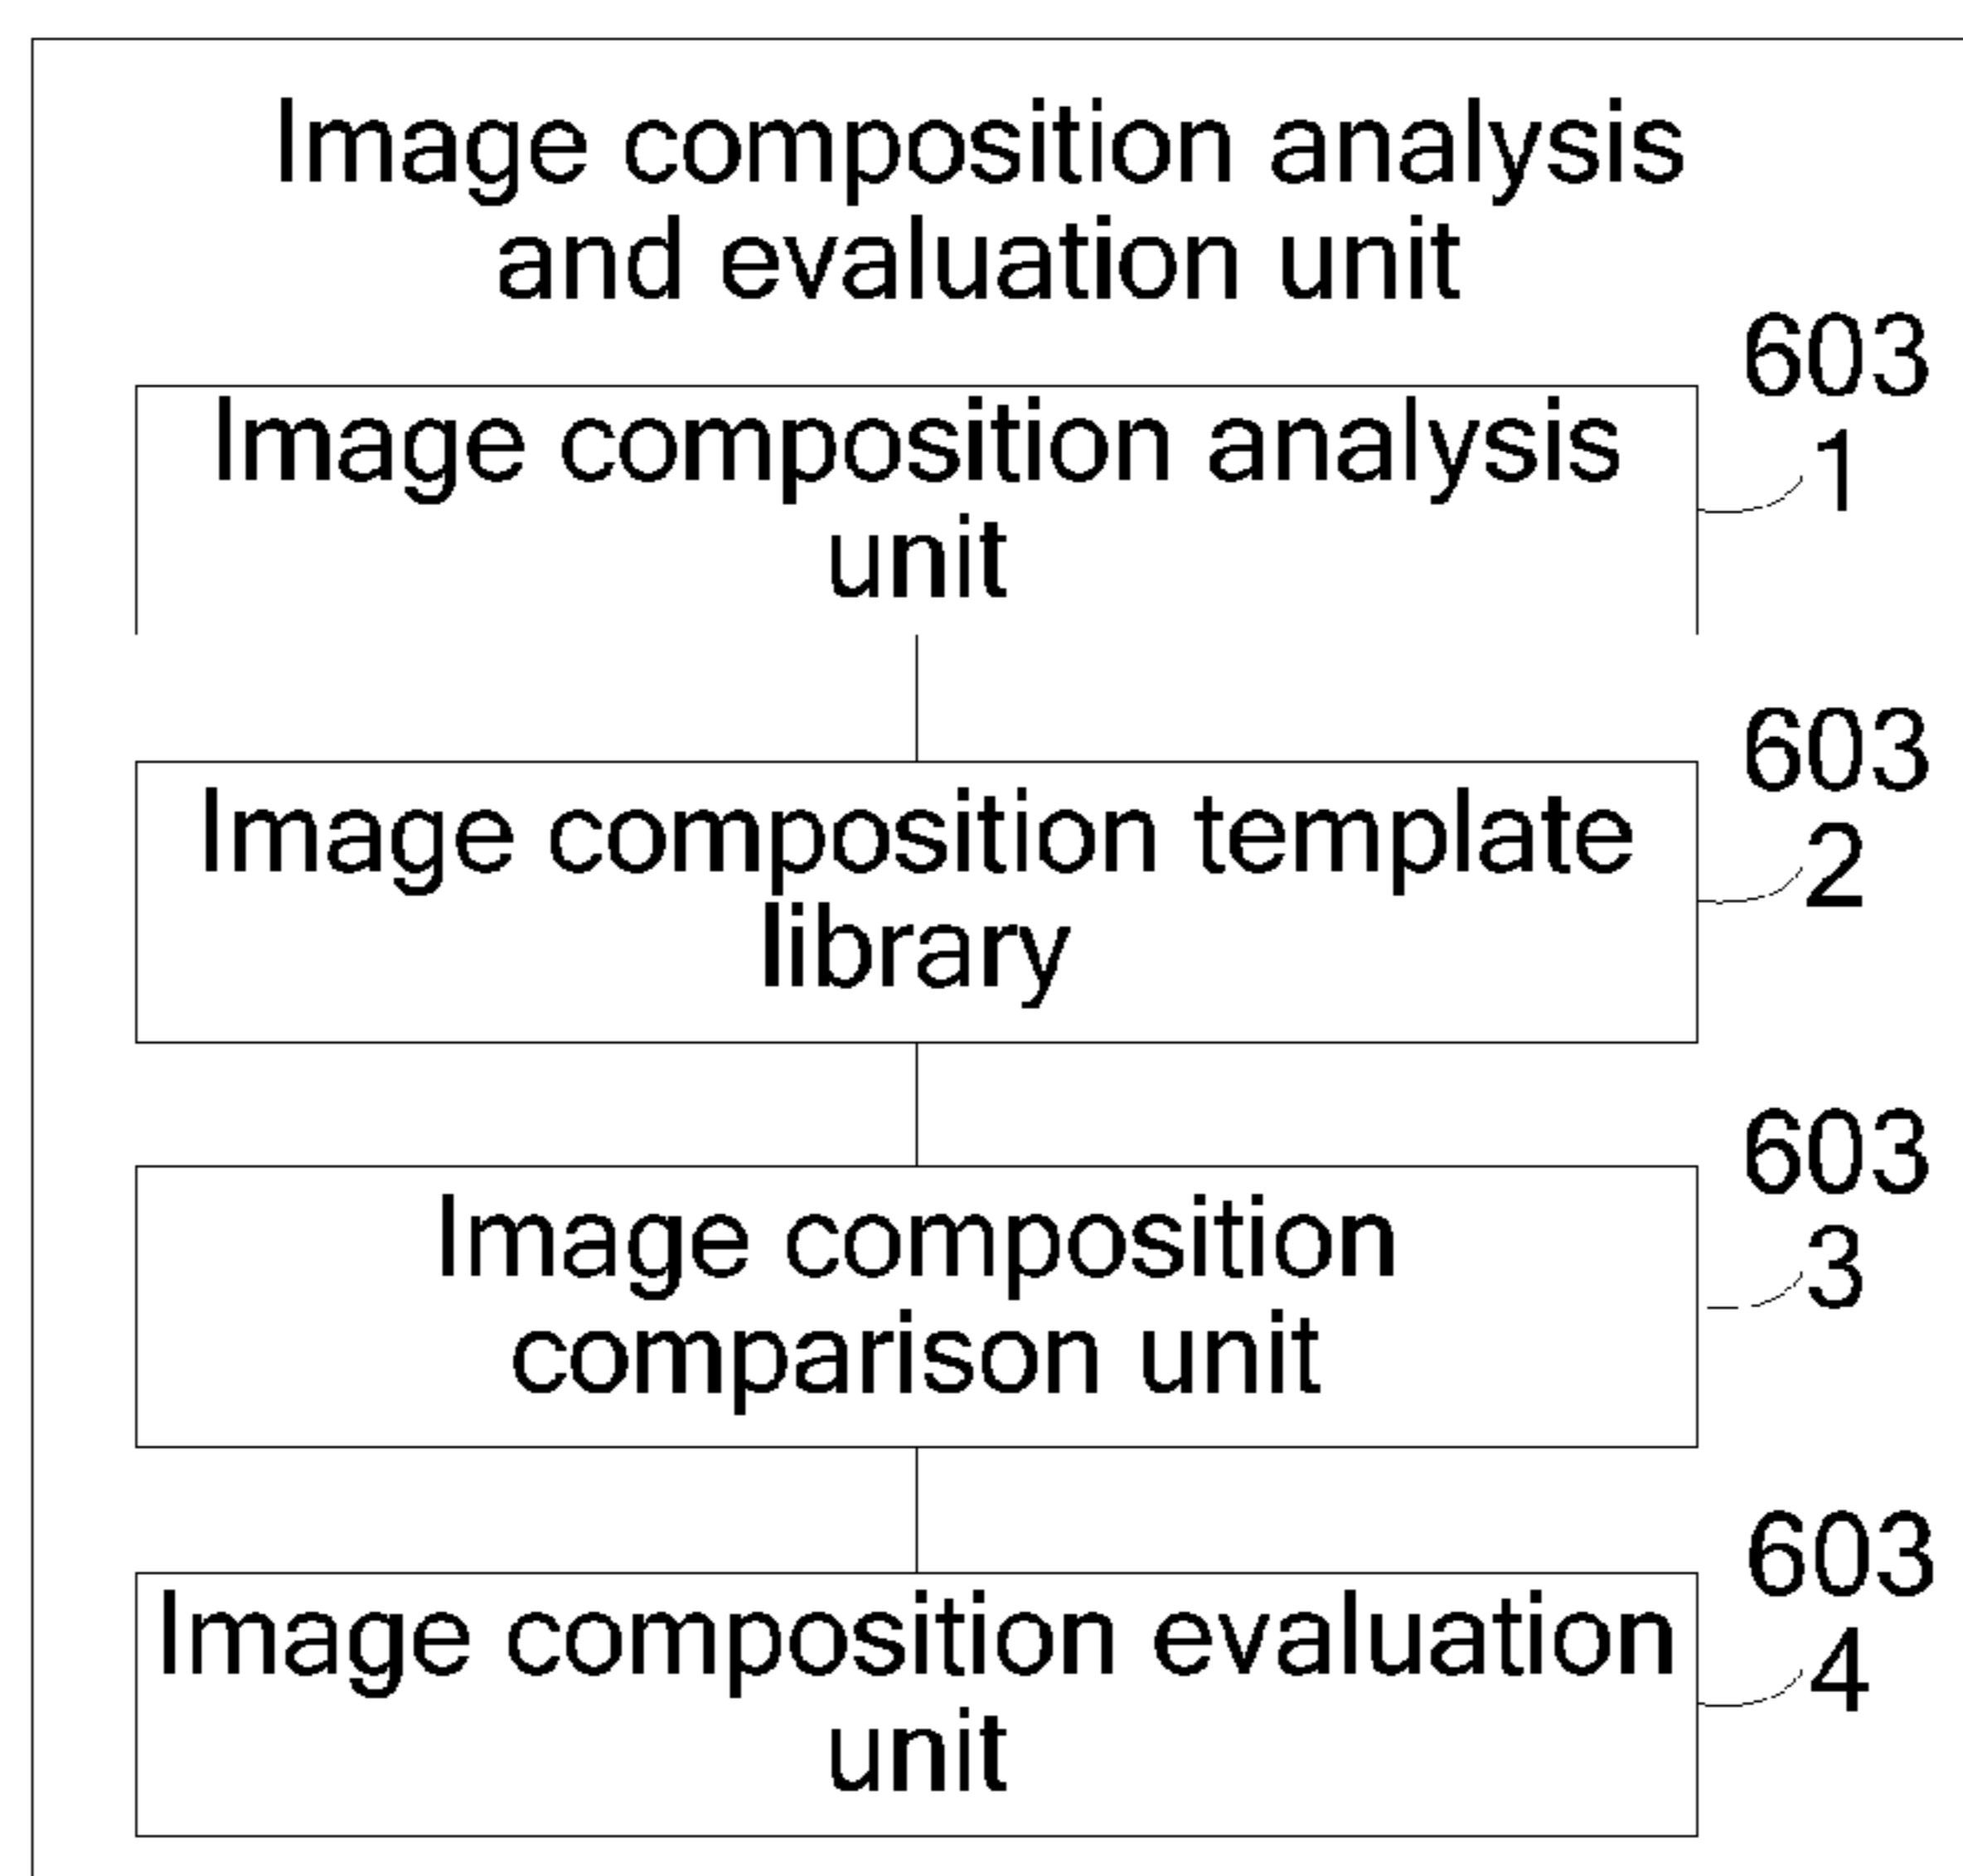 Image composition analysis
and evaluation unit
603
1
Image composition analysis
unit
603
2
Image composition template
library
603
3
Image composition
comparison unit
603
4
Image composition evaluation
unit